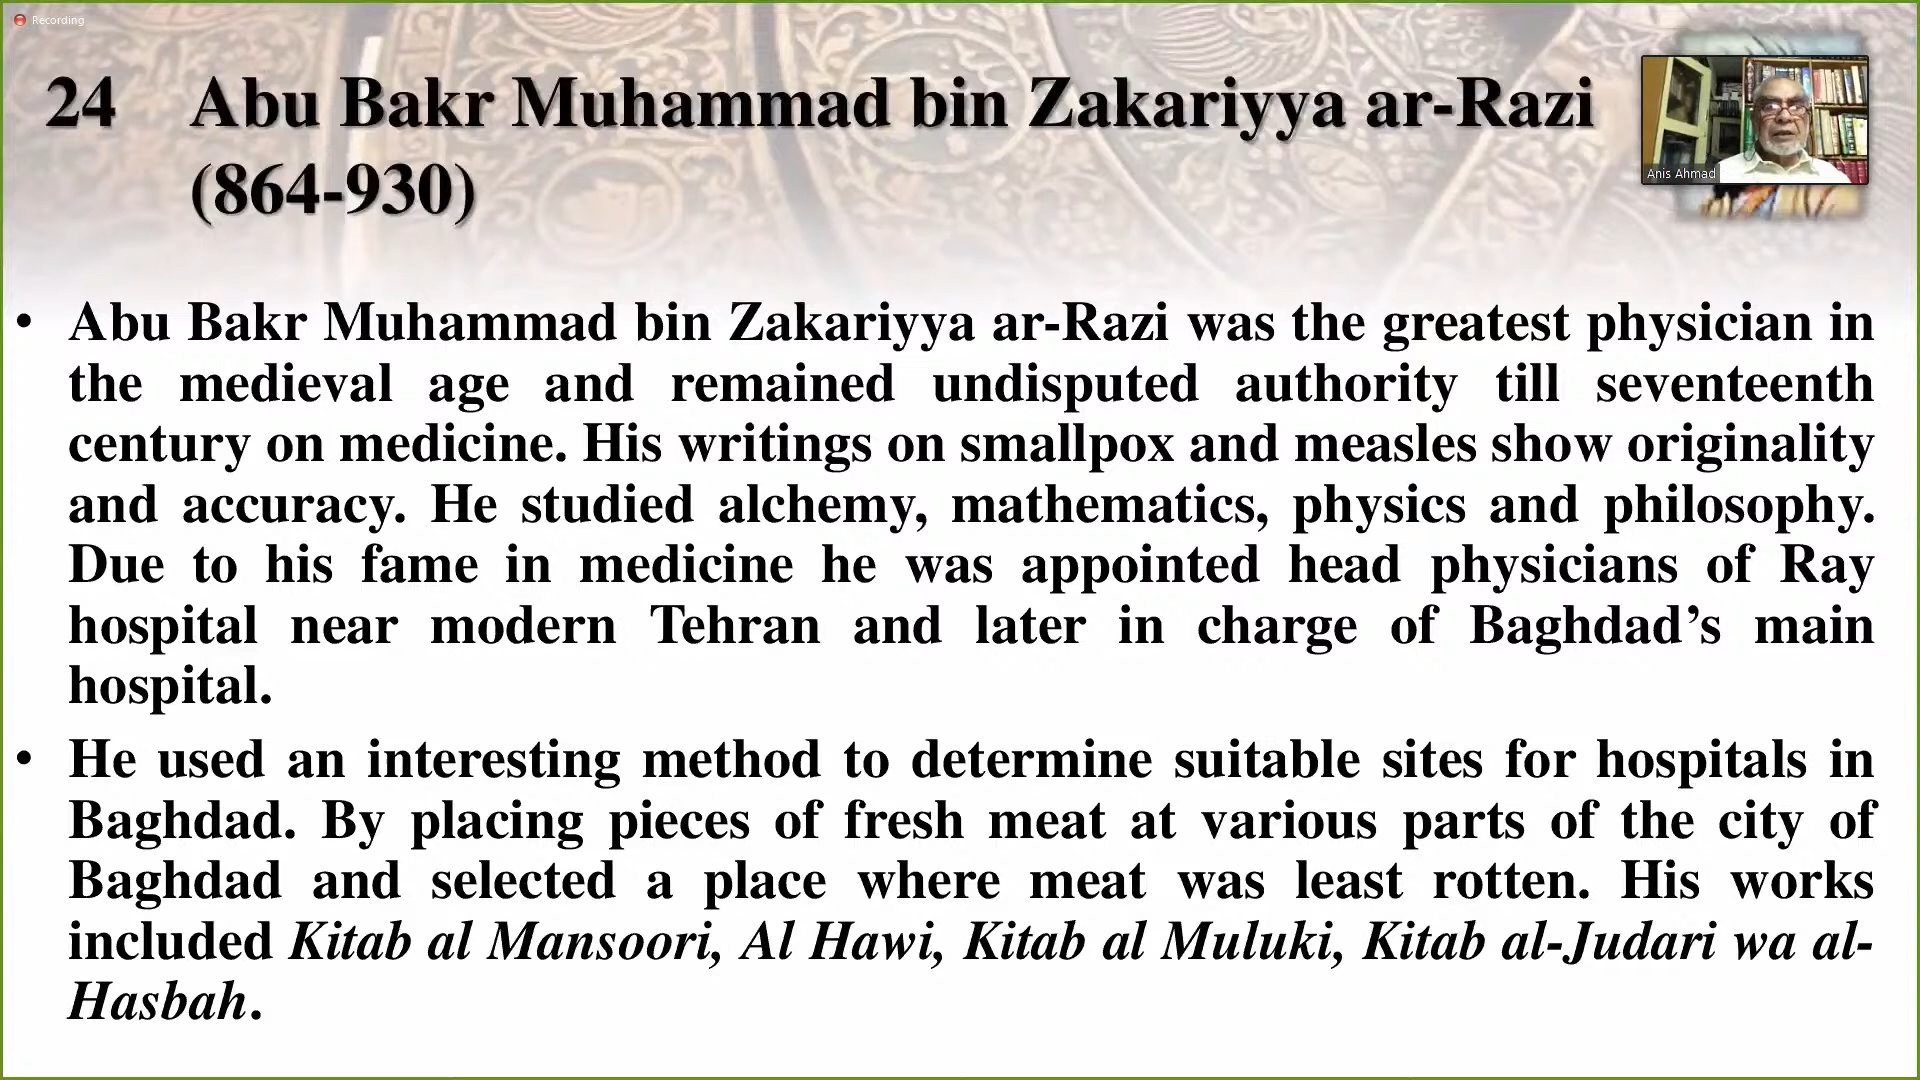 Recording
24 Abu Bakr Muhammad bin Zakariyya ar-Razi
(864-930)
Anis Ahmad
• Abu Bakr Muhammad bin Zakariyya ar-Razi was the greatest physician in
the medieval age and remained undisputed authority till seventeenth
century on medicine. His writings on smallpox and measles show originality
and accuracy. He studied alchemy, mathematics, physics and philosophy.
Due to his fame in medicine he was appointed head physicians of Ray
hospital near modern Tehran and later in charge of Baghdad’s main
hospital.
• He used an interesting method to determine suitable sites for hospitals in
Baghdad. By placing pieces of fresh meat at various parts of the city of
Baghdad and selected a place where meat was least rotten. His works
included Kitab al Mansoori, Al Hawi, Kitab al Muluki, Kitab al-Judari wa al-
Hasbah.